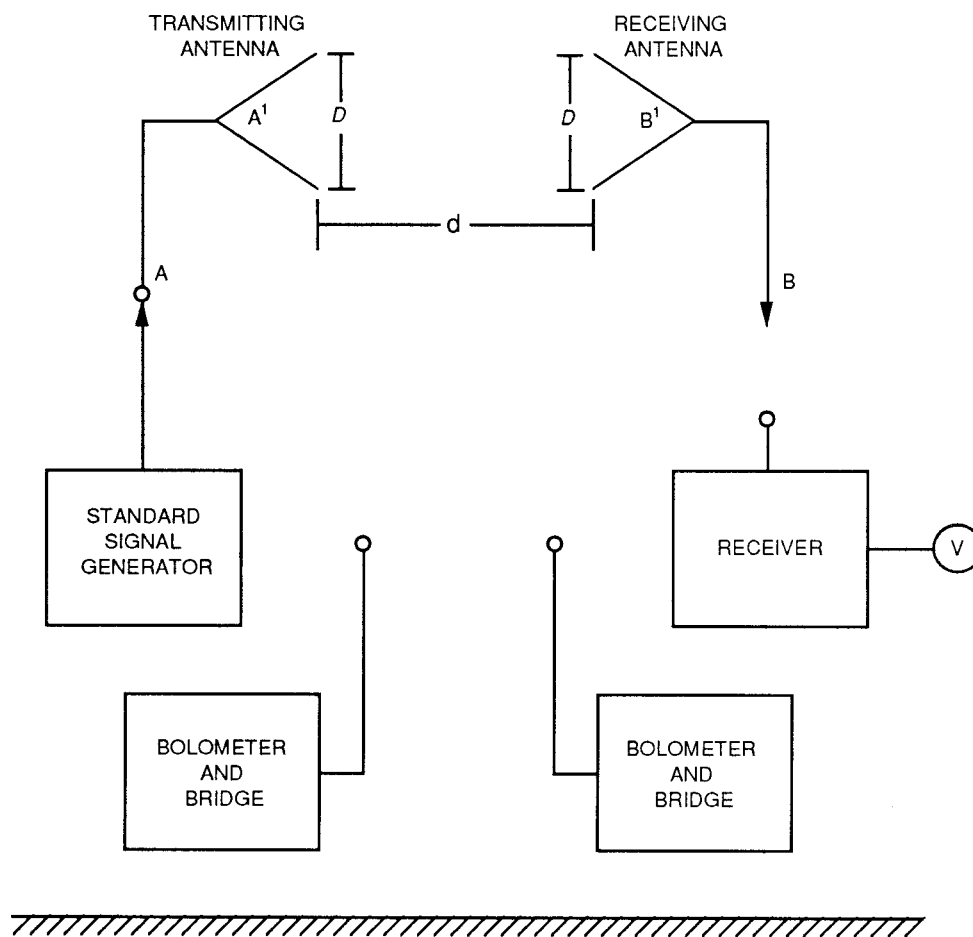 TRANSMITTING
ANTENNA
RECEIVING
ANTENNA
A¹
D
D
B¹
d
A
B
STANDARD
SIGNAL
GENERATOR
RECEIVER
V
BOLOMETER
AND
BRIDGE
BOLOMETER
AND
BRIDGE